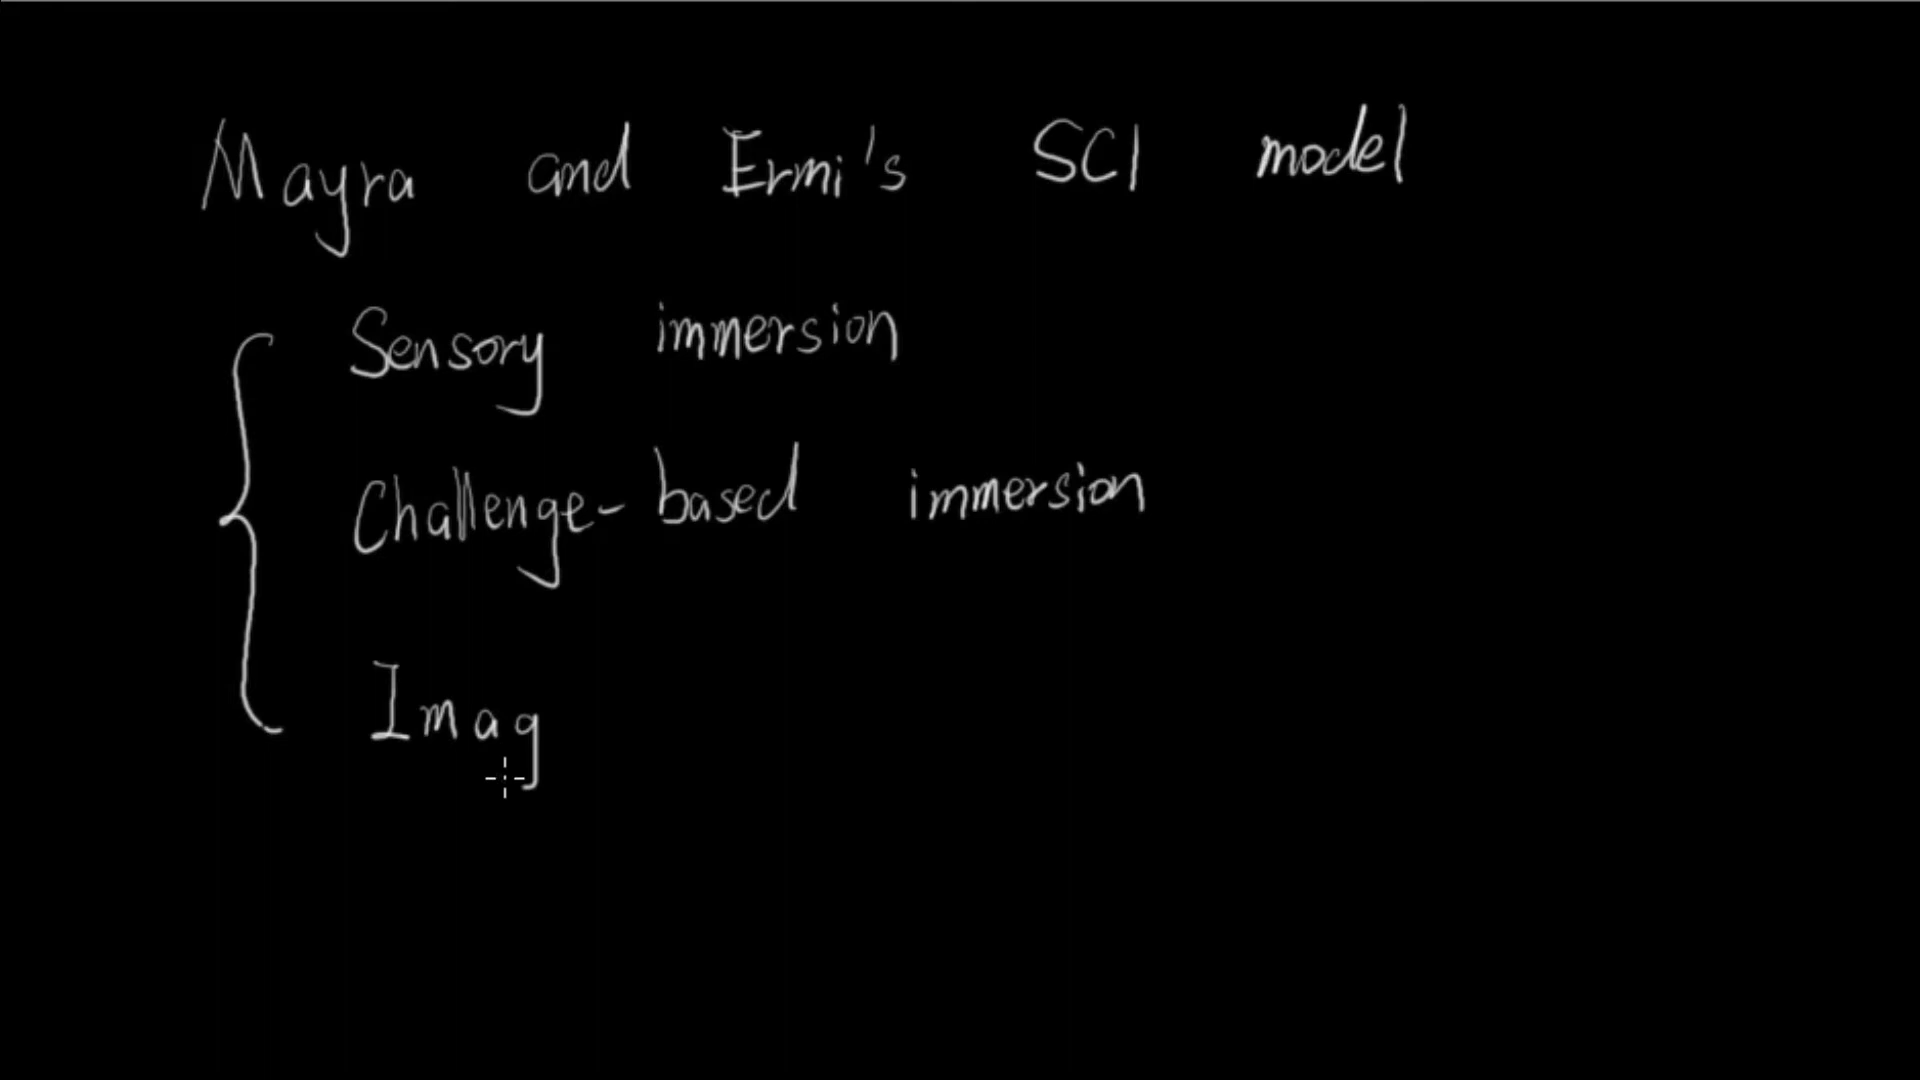 Mayra and Ermi's SCI model
Sensory immersion
Challenge-based immersion
Imag